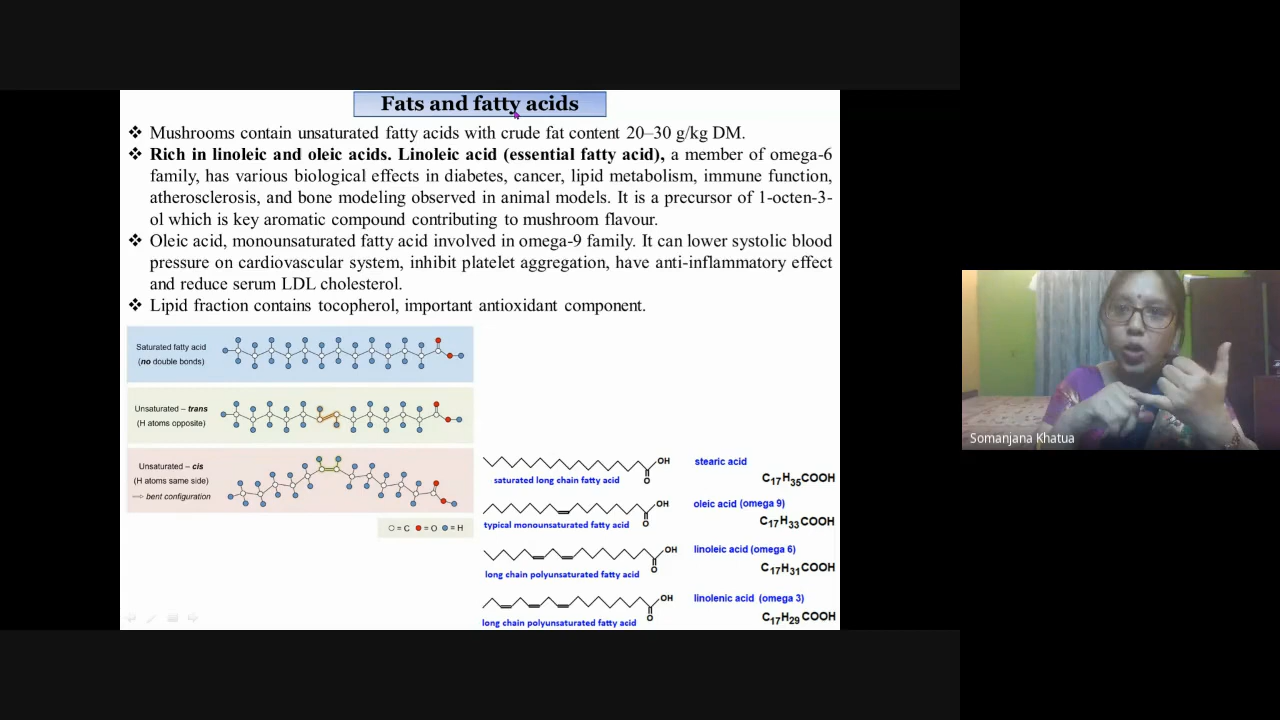 Fats and fatty acids
❖ Mushrooms contain unsaturated fatty acids with crude fat content 20–30 g/kg DM.
❖ Rich in linoleic and oleic acids. Linoleic acid (essential fatty acid), a member of omega-6
family, has various biological effects in diabetes, cancer, lipid metabolism, immune function,
atherosclerosis, and bone modeling observed in animal models. It is a precursor of 1-octen-3-
ol which is key aromatic compound contributing to mushroom flavour.
❖ Oleic acid, monounsaturated fatty acid involved in omega-9 family. It can lower systolic blood
pressure on cardiovascular system, inhibit platelet aggregation, have anti-inflammatory effect
and reduce serum LDL cholesterol.
❖ Lipid fraction contains tocopherol, important antioxidant component.
Saturated fatty acid
(no double bonds)
Unsaturated – trans
(H atoms opposite)
Unsaturated – cis
(H atoms same side)
⇨ bent configuration
○ = C ● = O ● = H
OH
O
stearic acid
saturated long chain fatty acid
C17H35COOH
OH
O
oleic acid (omega 9)
typical monounsaturated fatty acid
C17H33COOH
OH
O
linoleic acid (omega 6)
long chain polyunsaturated fatty acid
C17H31COOH
OH
O
linolenic acid (omega 3)
long chain polyunsaturated fatty acid
C17H29COOH
Somanjana Khatua